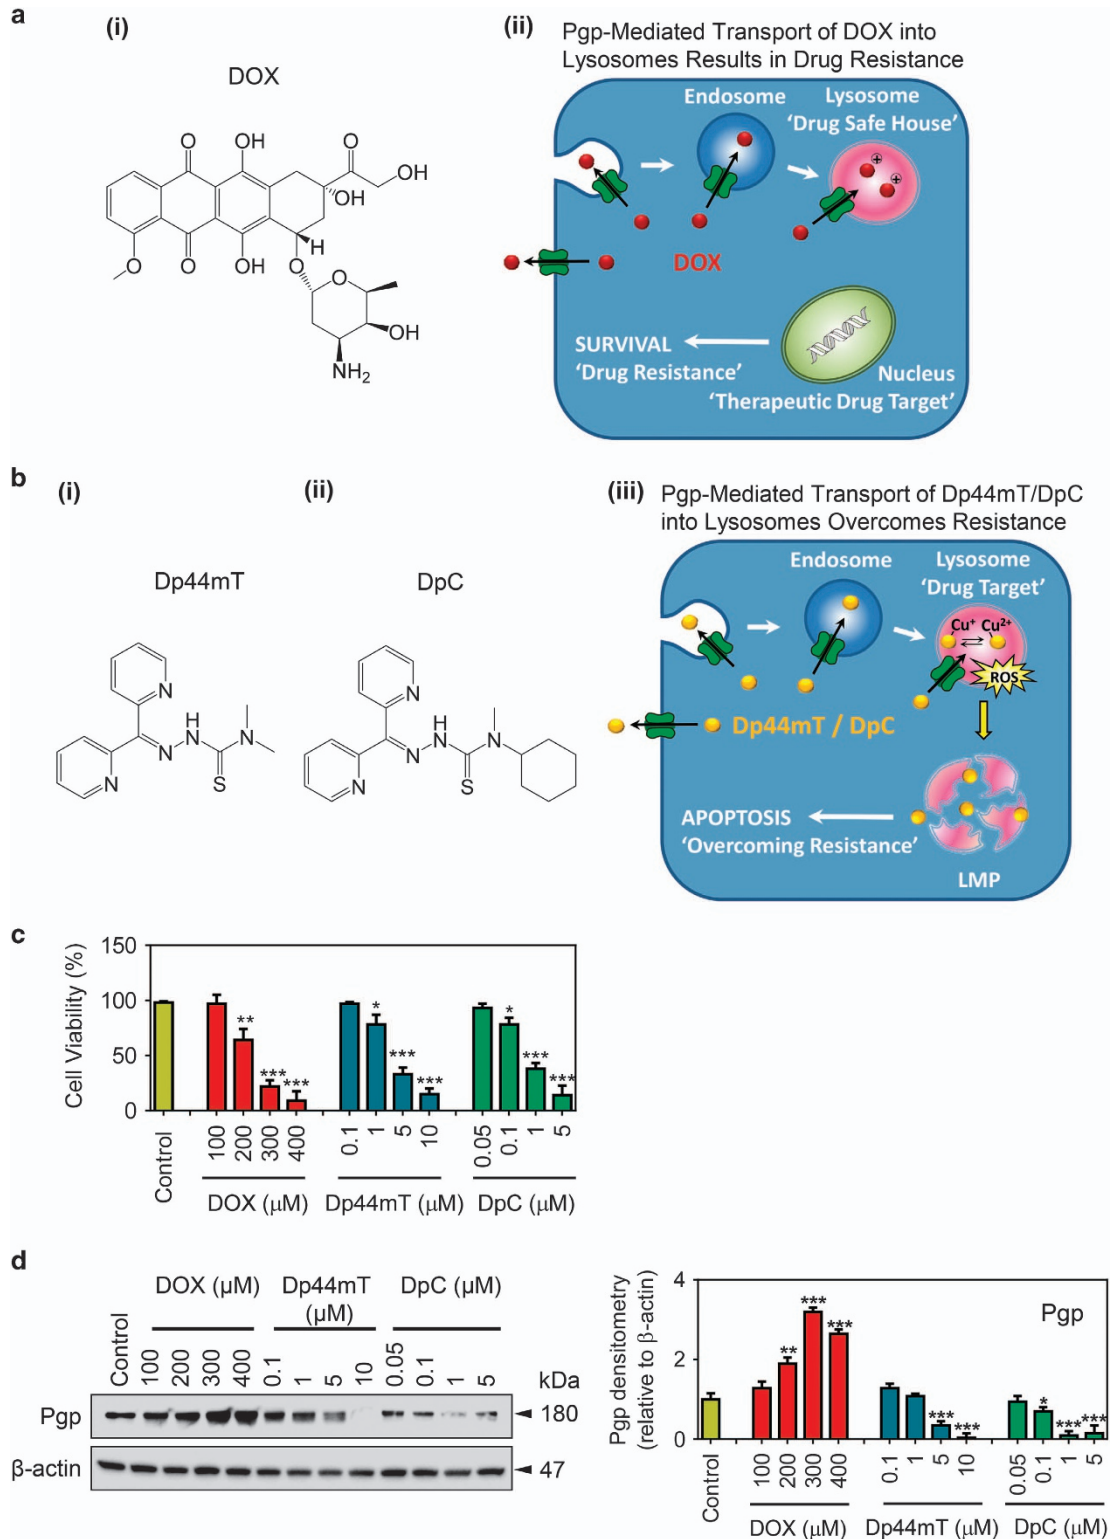 a
(i)
DOX
O
OH
O
OH
OH
O
O
OH
O
H
O
OH
NH2
(ii)
Pgp-Mediated Transport of DOX into
Lysosomes Results in Drug Resistance
Endosome
Lysosome
‘Drug Safe House’
+
+
DOX
SURVIVAL
‘Drug Resistance’
Nucleus
‘Therapeutic Drug Target’
b
(i)
Dp44mT
N
N
N
H
N
N
S
(ii)
DpC
N
N
N
NH
N
S
(iii)
Pgp-Mediated Transport of Dp44mT/DpC
into Lysosomes Overcomes Resistance
Endosome
Lysosome
‘Drug Target’
Cu+ Cu2+
ROS
Dp44mT / DpC
APOPTOSIS
‘Overcoming Resistance’
LMP
c
Cell Viability (%)
150
100
50
0
* ** *** ***
* *** ***
* *** ***
Control
100 200 300 400
0.1 1 5 10
0.05 0.1 1 5
DOX (μM)
Dp44mT (μM)
DpC (μM)
d
DOX (μM)
Dp44mT
(μM)
DpC (μM)
Control 100 200 300 400 0.1 1 5 10 0.05 0.1 1 5
kDa
Pgp
180
β-actin
47
Pgp densitometry
(relative to β-actin)
4
2
0
Pgp
** *** ***
*** ***
* *** ***
Control
100 200 300 400
0.1 1 5 10
0.05 0.1 1 5
DOX (μM)
Dp44mT (μM)
DpC (μM)